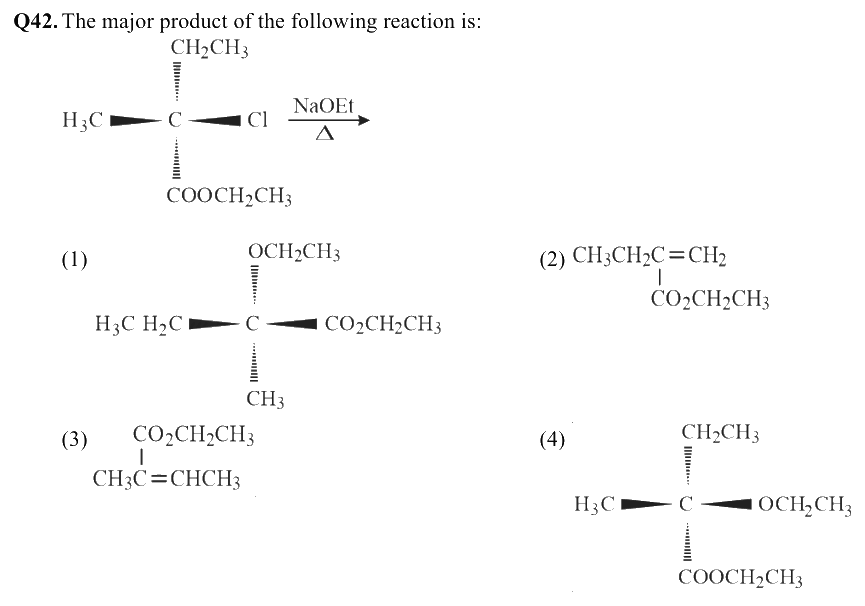 Q42. The major product of the following reaction is:
CH₂CH₃
H₃C C Cl NaOEt
Δ
COOCH₂CH₃
(1) OCH₂CH₃
H₃C H₂C C CO₂CH₂CH₃
CH₃
(2) CH₃CH₂C=CH₂
CO₂CH₂CH₃
(3) CO₂CH₂CH₃
CH₃C=CHCH₃
(4) CH₂CH₃
H₃C C OCH₂CH₃
COOCH₂CH₃